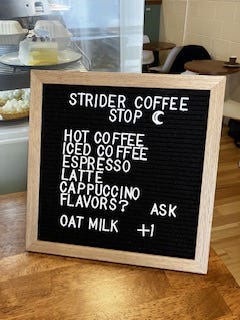 STRIDER COFFEE
STOP
HOT COFFEE
ICED COFFEE
ESPRESSO
LATTE
CAPPUCCINO
FLAVORS? ASK
OAT MILK +1